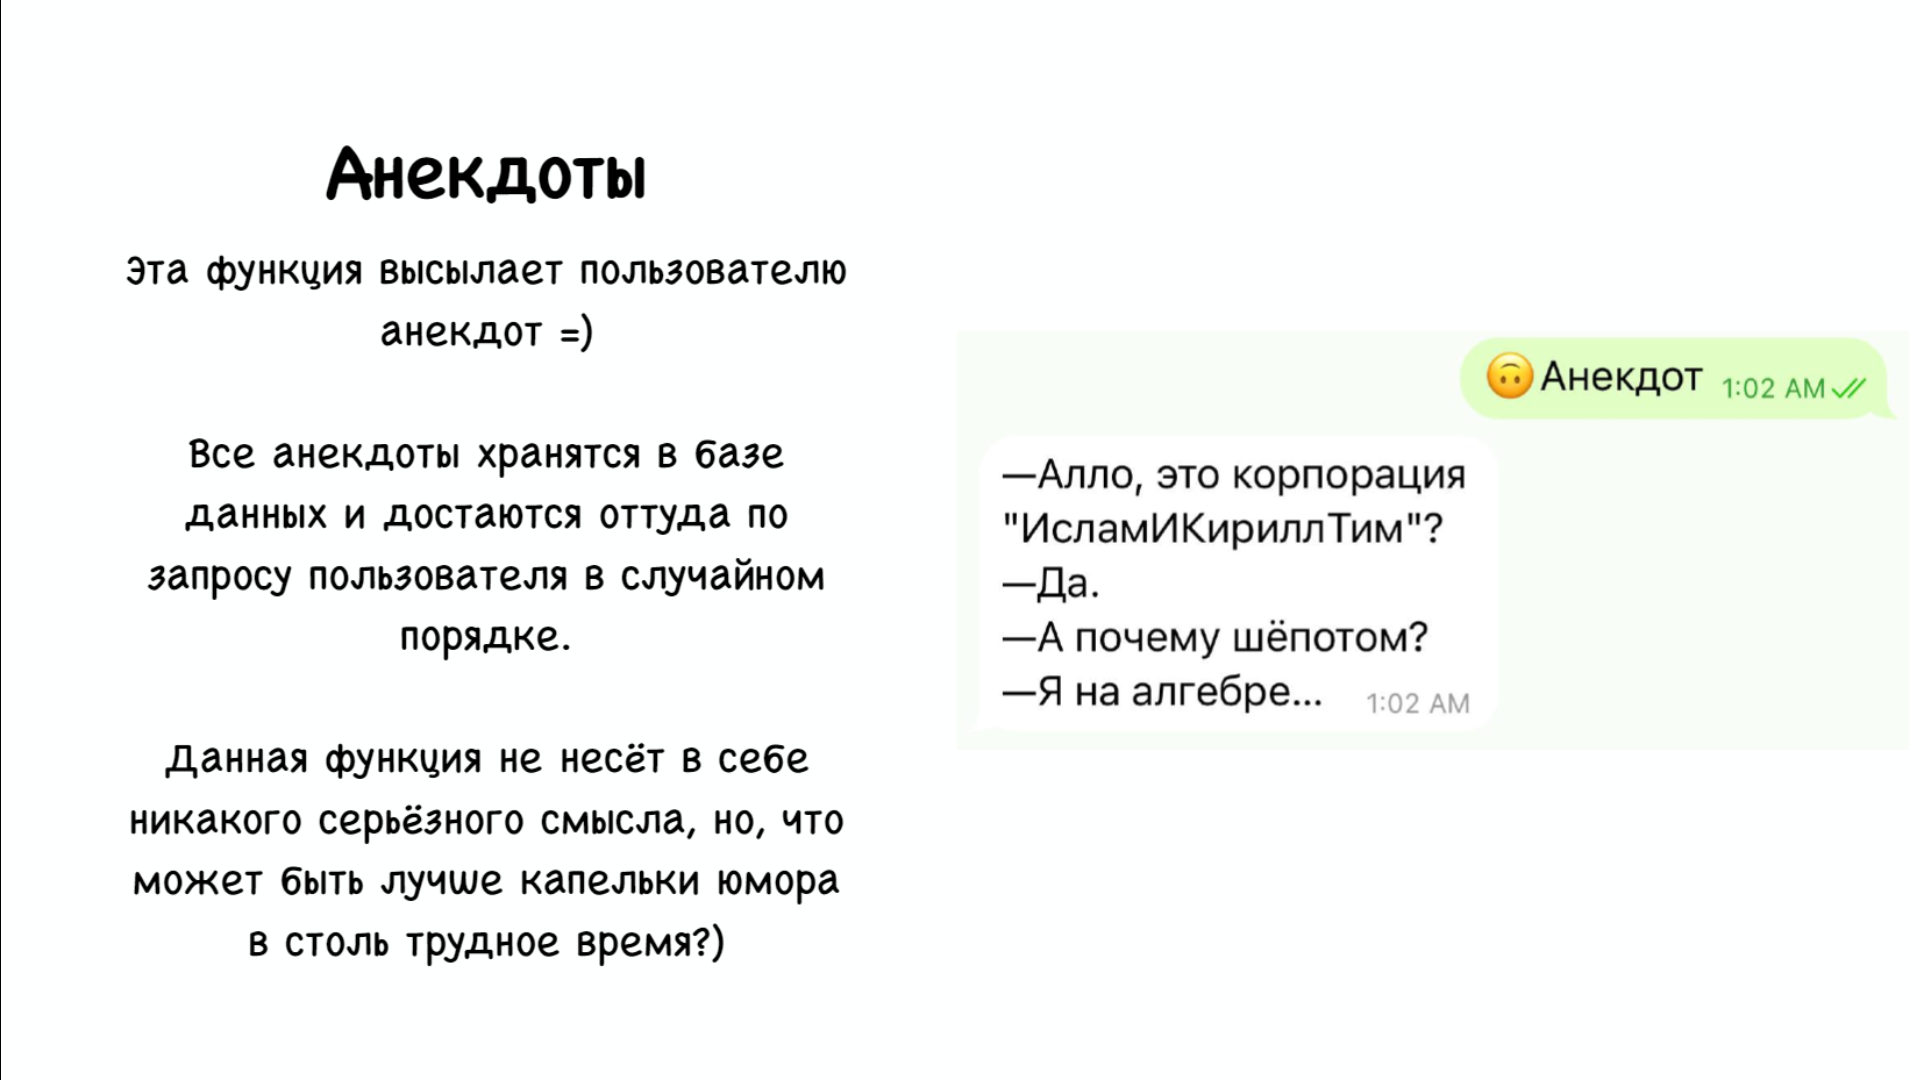 Анекдоты
Эта функция высылает пользователю
анекдот =)
Все анекдоты хранятся в базе
данных и достаются оттуда по
запросу пользователя в случайном
порядке.
Данная функция не несёт в себе
никакого серьёзного смысла, но, что
может быть лучше капельки юмора
в столь трудное время?)
🙃Анекдот 1:02 AM
—Алло, это корпорация
"ИсламИКириллТим"?
—Да.
—А почему шёпотом?
—Я на алгебре... 1:02 AM